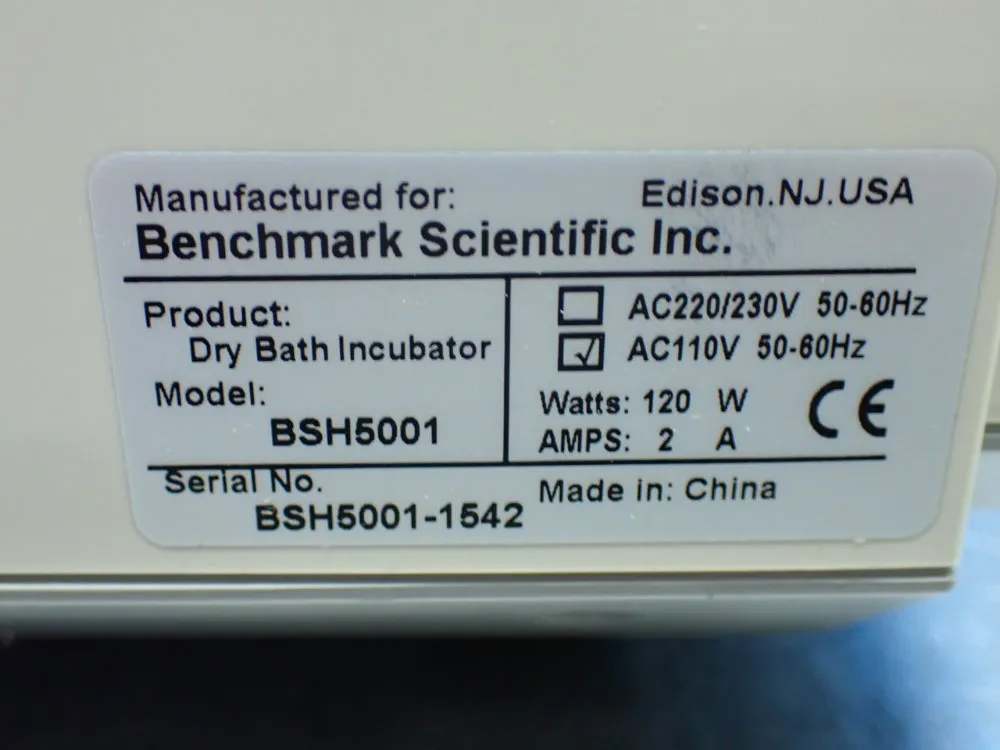 Manufactured for: Edison.NJ.USA
Benchmark Scientific Inc.
Product:
Dry Bath Incubator
Model:
BSH5001
AC220/230V 50-60Hz
AC110V 50-60Hz
Watts: 120 W
AMPS: 2 A
CE
Serial No.
BSH5001-1542
Made in: China